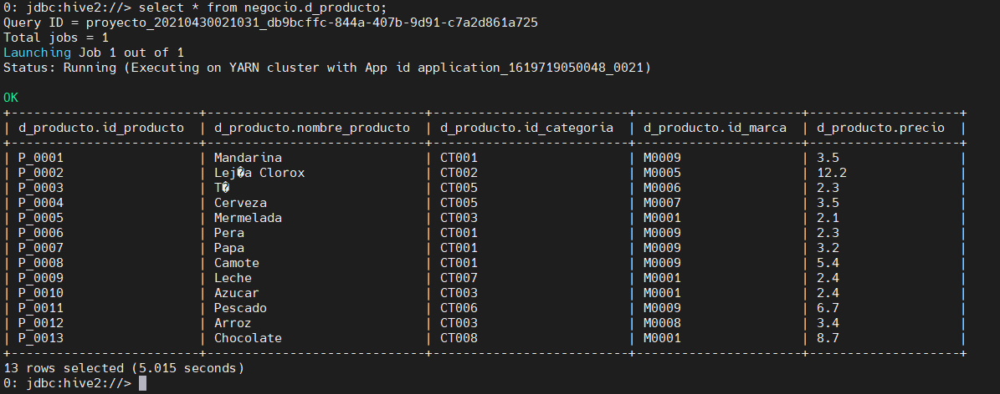 0: jdbc:hive2://> select * from negocio.d_producto;
Query ID = proyecto_20210430021031_db9bcffc-844a-407b-9d91-c7a2d861a725
Total jobs = 1
Launching Job 1 out of 1
Status: Running (Executing on YARN cluster with App id application_1619719050048_0021)

OK
+-------------------------+-----------------------------+--------------------------+----------------------+--------------------+
| d_producto.id_producto  | d_producto.nombre_producto  | d_producto.id_categoria  | d_producto.id_marca  | d_producto.precio  |
+-------------------------+-----------------------------+--------------------------+----------------------+--------------------+
| P_0001                  | Mandarina                   | CT001                    | M0009                | 3.5                |
| P_0002                  | Lej�a Clorox                | CT002                    | M0005                | 12.2               |
| P_0003                  | T�                          | CT005                    | M0006                | 2.3                |
| P_0004                  | Cerveza                     | CT005                    | M0007                | 3.5                |
| P_0005                  | Mermelada                   | CT003                    | M0001                | 2.1                |
| P_0006                  | Pera                        | CT001                    | M0009                | 2.3                |
| P_0007                  | Papa                        | CT001                    | M0009                | 3.2                |
| P_0008                  | Camote                      | CT001                    | M0009                | 5.4                |
| P_0009                  | Leche                       | CT007                    | M0001                | 2.4                |
| P_0010                  | Azucar                      | CT003                    | M0001                | 2.4                |
| P_0011                  | Pescado                     | CT006                    | M0009                | 6.7                |
| P_0012                  | Arroz                       | CT003                    | M0008                | 3.4                |
| P_0013                  | Chocolate                   | CT008                    | M0001                | 8.7                |
+-------------------------+-----------------------------+--------------------------+----------------------+--------------------+
13 rows selected (5.015 seconds)
0: jdbc:hive2://>